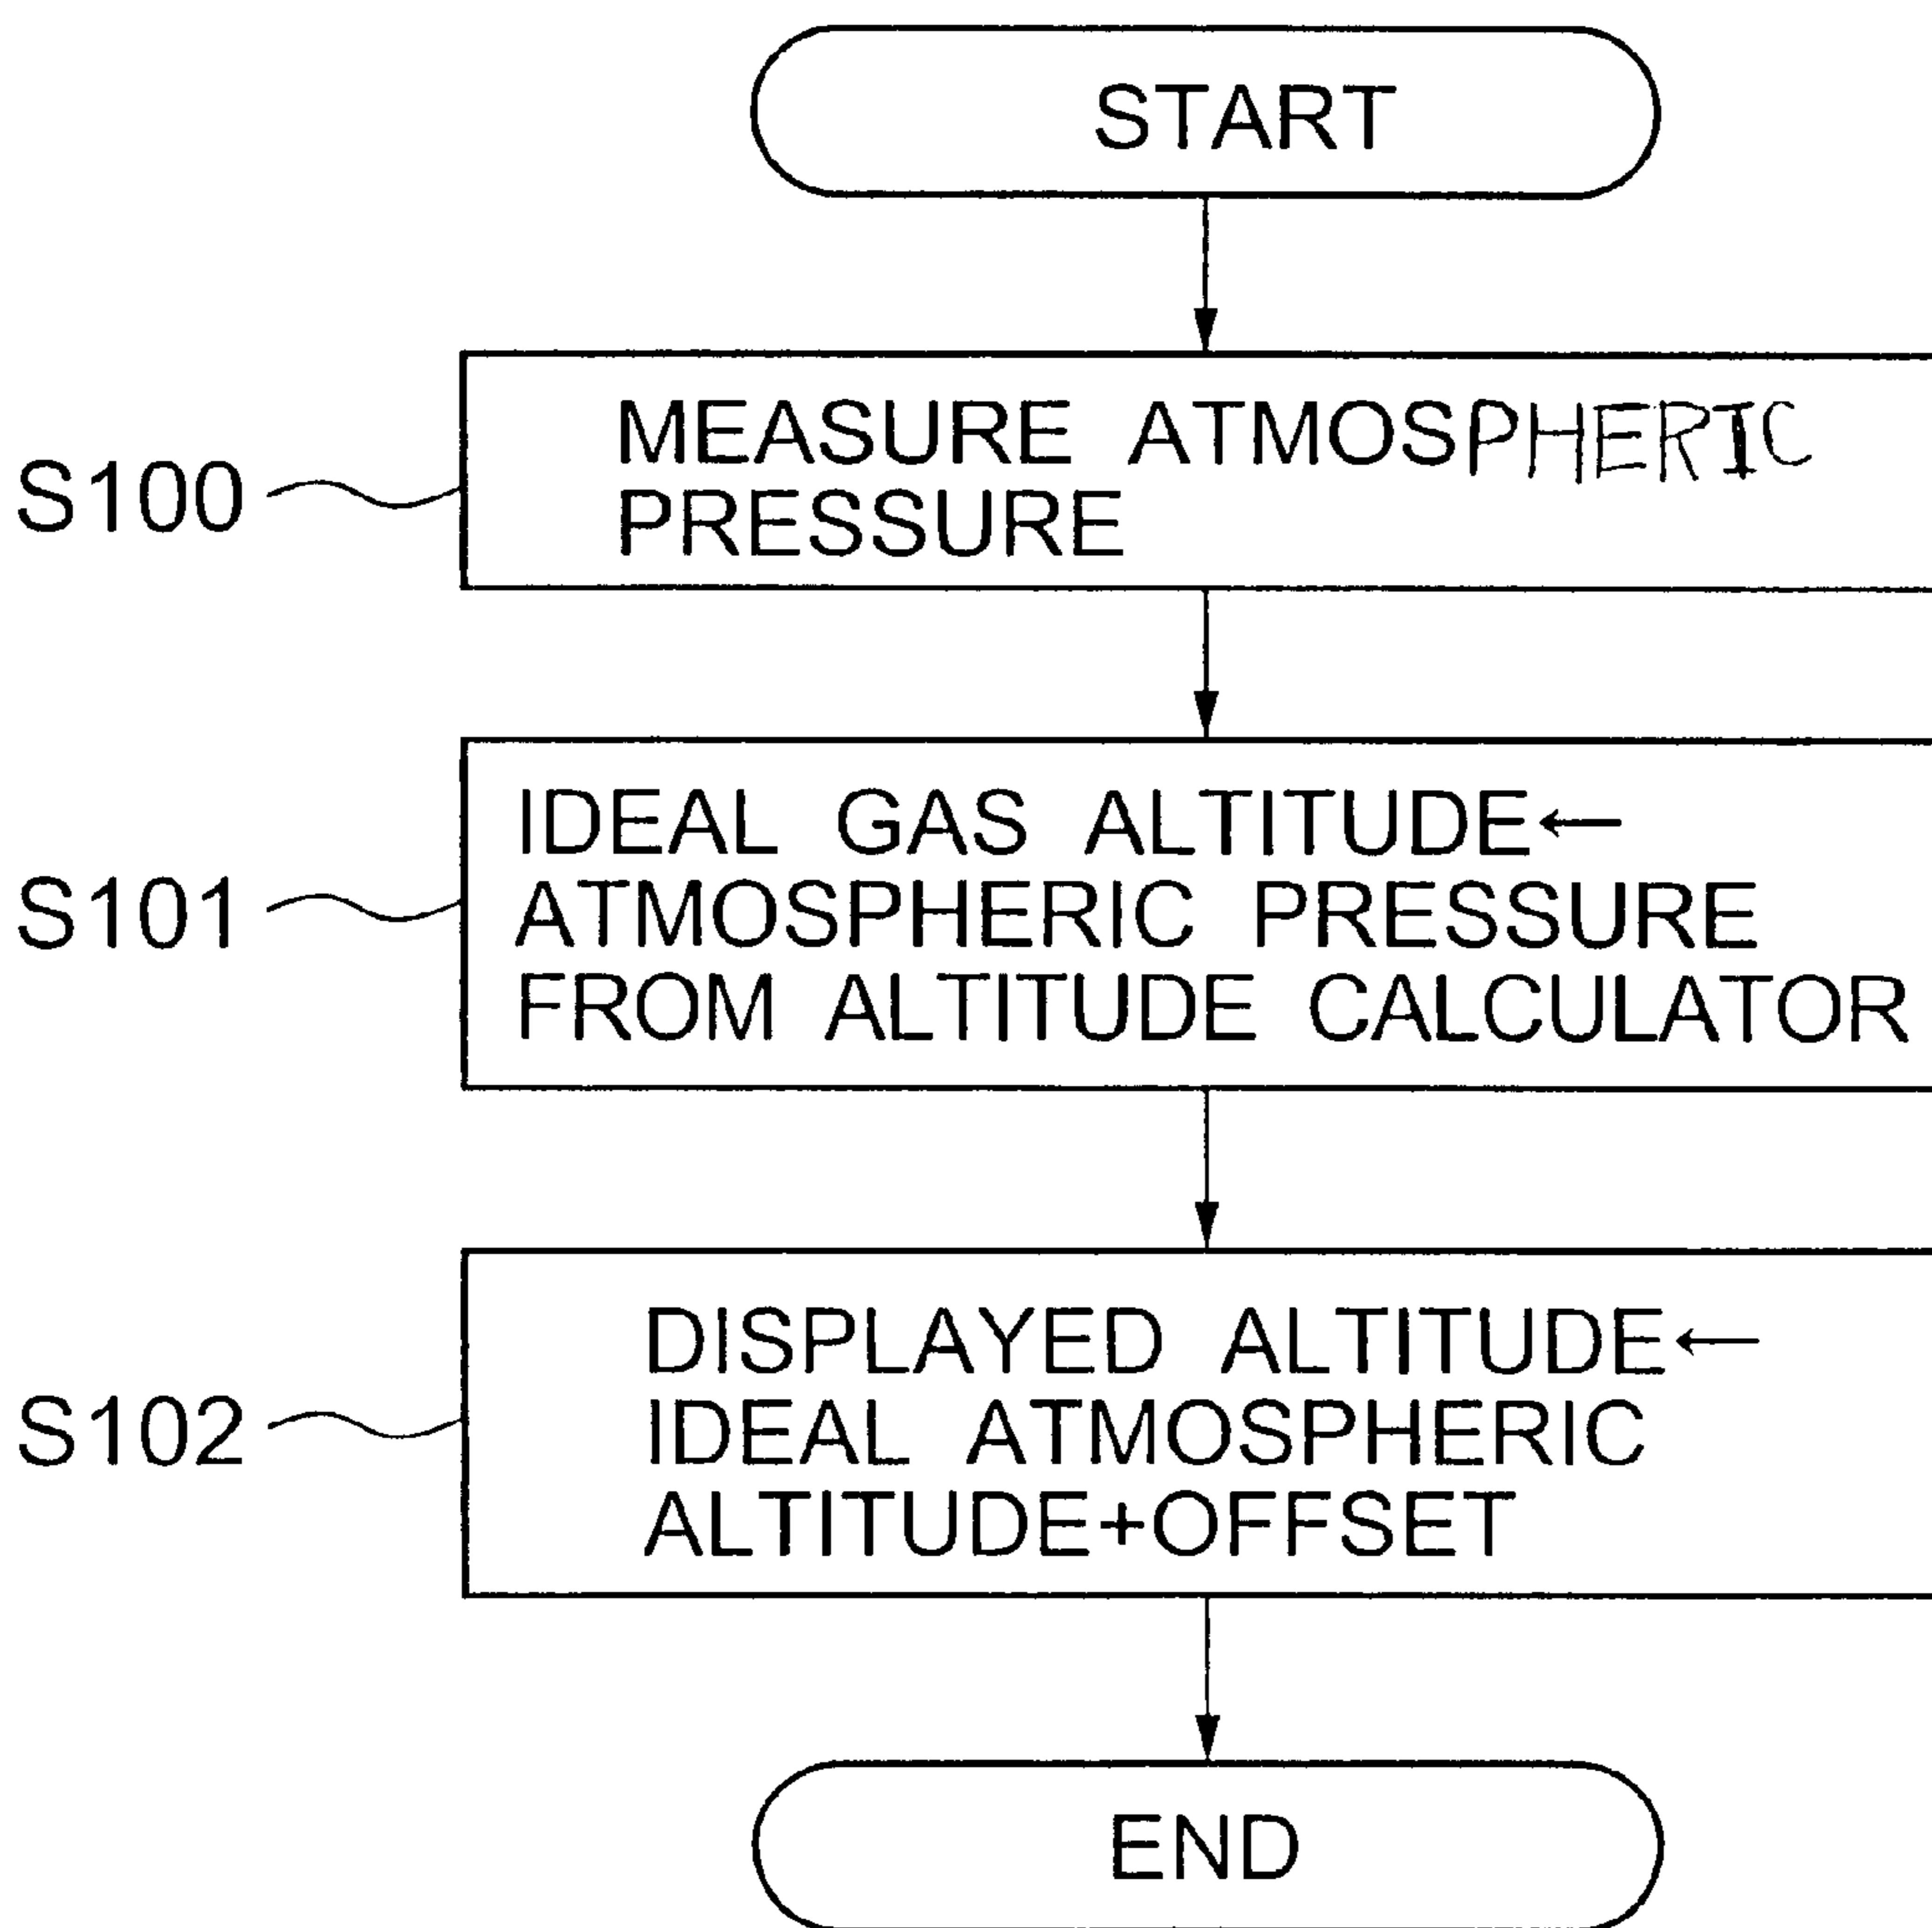 START
S100
MEASURE ATMOSPHERIC
PRESSURE
S101
IDEAL GAS ALTITUDE←
ATMOSPHERIC PRESSURE
FROM ALTITUDE CALCULATOR
S102
DISPLAYED ALTITUDE←
IDEAL ATMOSPHERIC
ALTITUDE+OFFSET
END